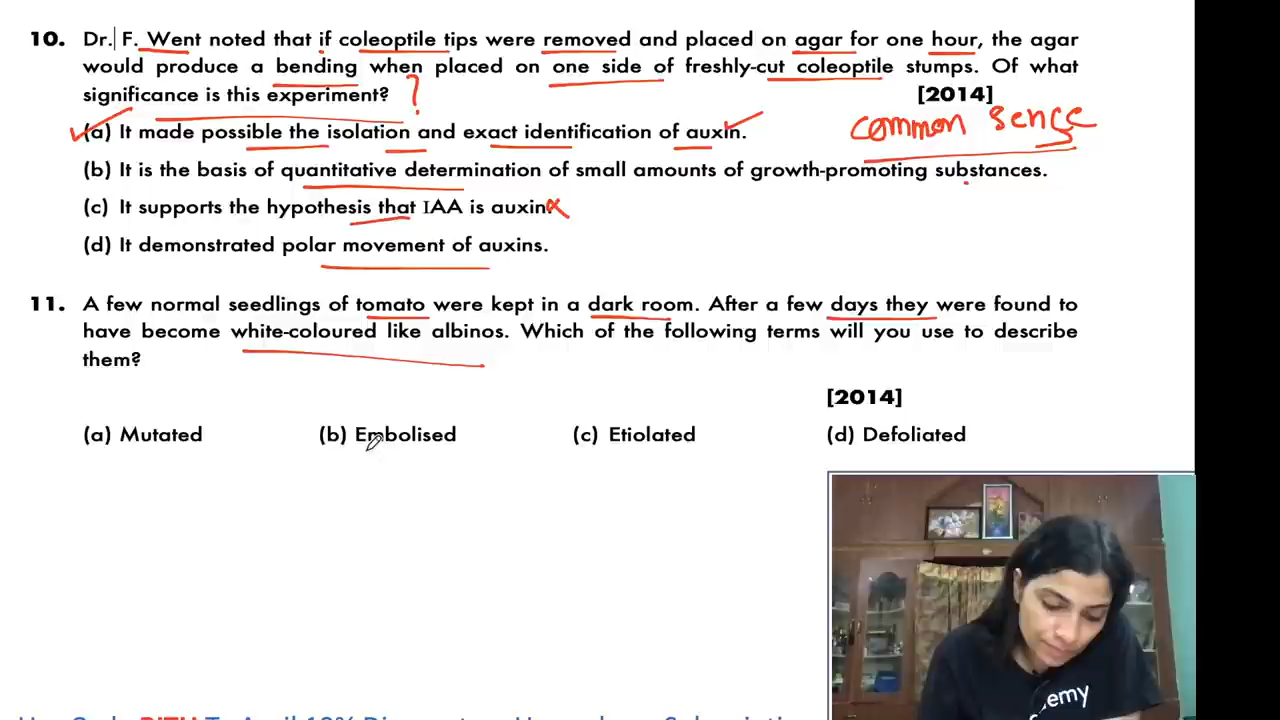 10. Dr. F. Went noted that if coleoptile tips were removed and placed on agar for one hour, the agar
would produce a bending when placed on one side of freshly-cut coleoptile stumps. Of what
significance is this experiment? ?
[2014]
(a) It made possible the isolation and exact identification of auxin.
common sense
(b) It is the basis of quantitative determination of small amounts of growth-promoting substances.
(c) It supports the hypothesis that IAA is auxin.
(d) It demonstrated polar movement of auxins.
11. A few normal seedlings of tomato were kept in a dark room. After a few days they were found to
have become white-coloured like albinos. Which of the following terms will you use to describe
them?
[2014]
(a) Mutated (b) Embolised (c) Etiolated (d) Defoliated
demy